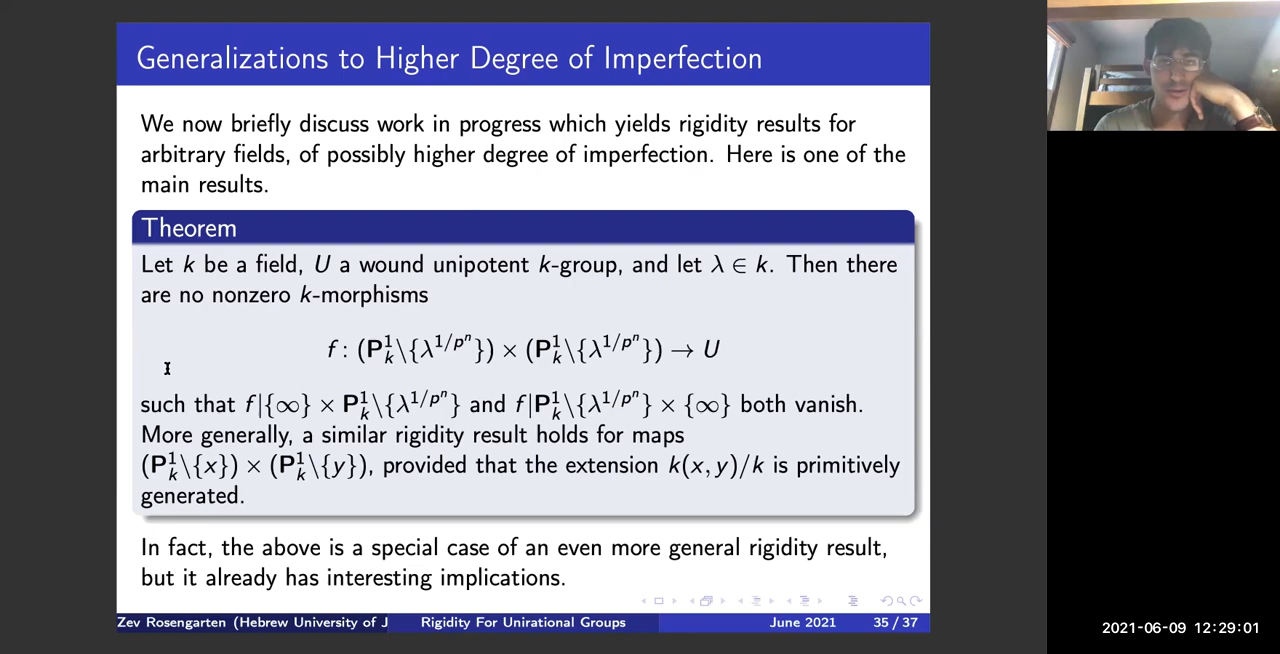 Generalizations to Higher Degree of Imperfection
We now briefly discuss work in progress which yields rigidity results for
arbitrary fields, of possibly higher degree of imperfection. Here is one of the
main results.
Theorem
Let k be a field, U a wound unipotent k-group, and let λ ∈ k. Then there
are no nonzero k-morphisms
f : (P¹ₖ\{λ^{1/pⁿ}}) × (P¹ₖ\{λ^{1/pⁿ}}) → U
such that f|{∞} × P¹ₖ\{λ^{1/pⁿ}} and f|P¹ₖ\{λ^{1/pⁿ}} × {∞} both vanish.
More generally, a similar rigidity result holds for maps
(P¹ₖ\{x}) × (P¹ₖ\{y}), provided that the extension k(x, y)/k is primitively
generated.
In fact, the above is a special case of an even more general rigidity result,
but it already has interesting implications.
Zev Rosengarten (Hebrew University of J Rigidity For Unirational Groups June 2021 35 / 37
2021-06-09 12:29:01